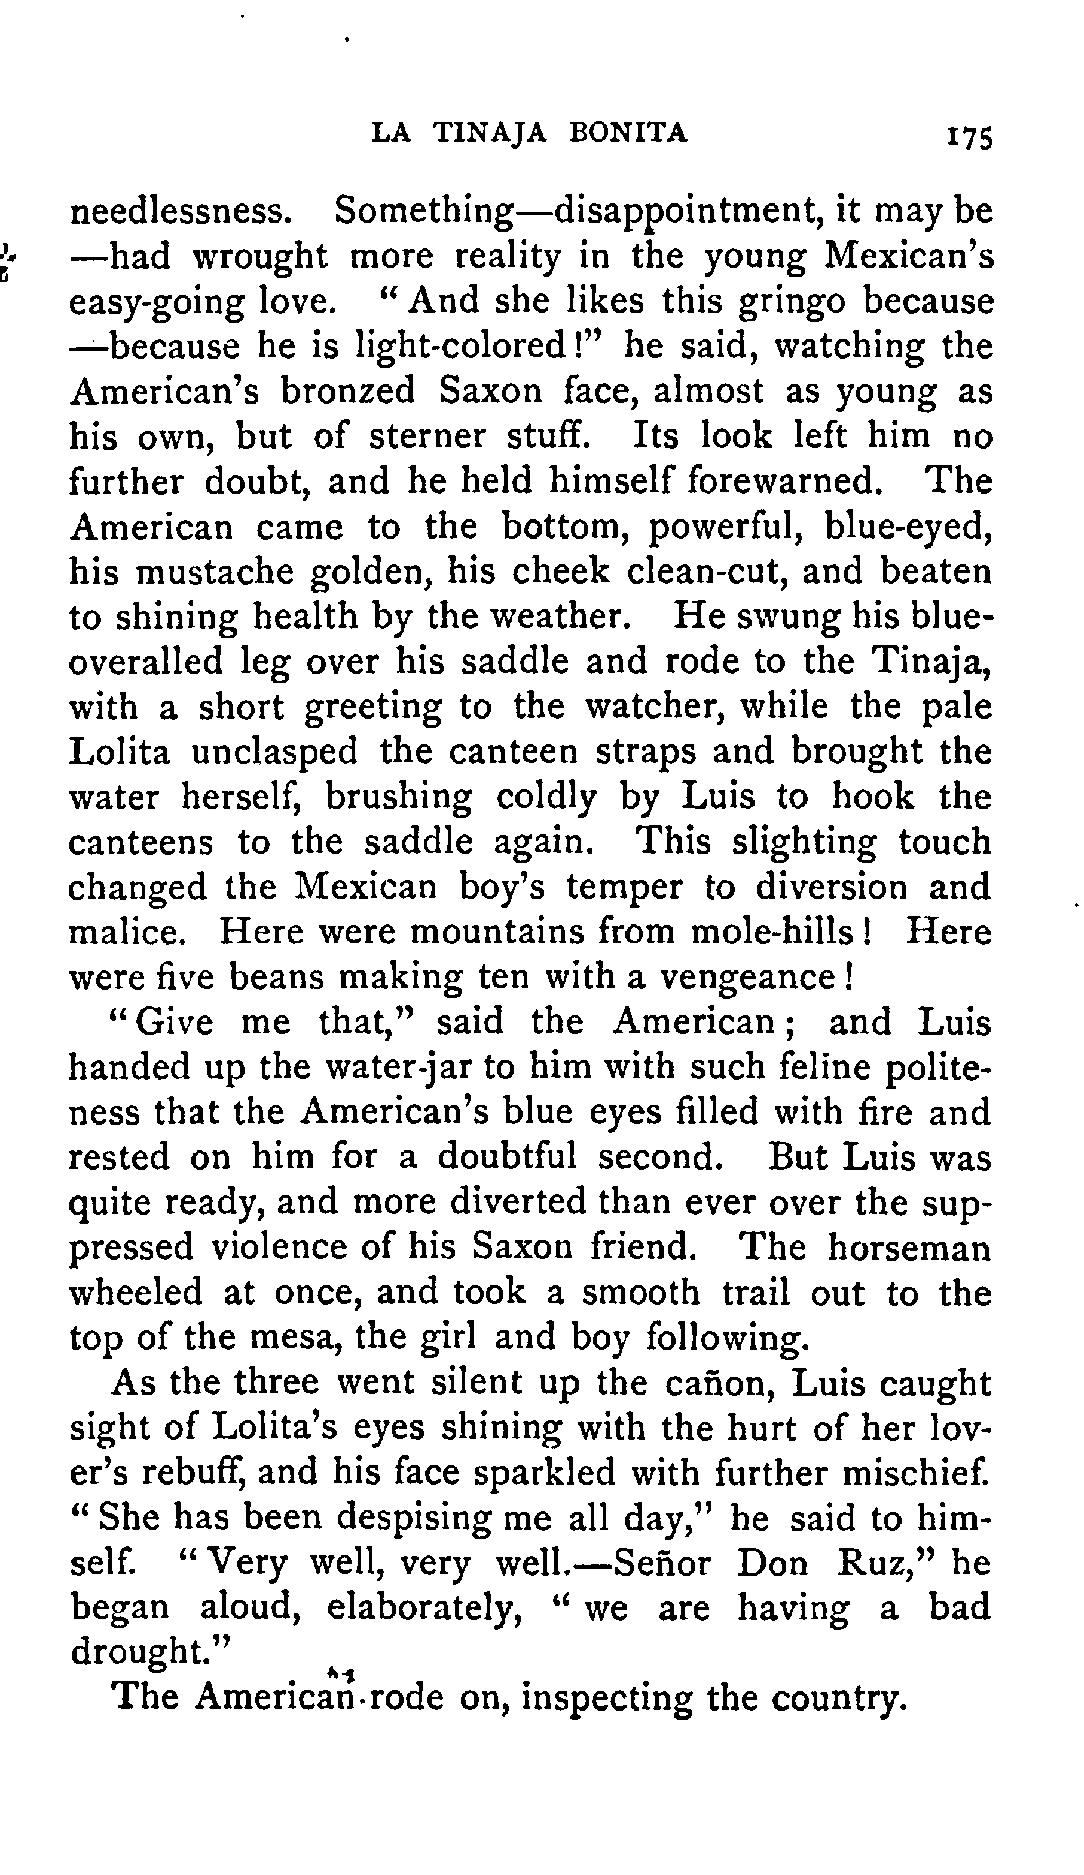 LA TINAJA BONITA 175
needlessness. Something—disappointment, it may be
—had wrought more reality in the young Mexican's
easy-going love. "And she likes this gringo because
—because he is light-colored!" he said, watching the
American's bronzed Saxon face, almost as young as
his own, but of sterner stuff. Its look left him no
further doubt, and he held himself forewarned. The
American came to the bottom, powerful, blue-eyed,
his mustache golden, his cheek clean-cut, and beaten
to shining health by the weather. He swung his blue-
overalled leg over his saddle and rode to the Tinaja,
with a short greeting to the watcher, while the pale
Lolita unclasped the canteen straps and brought the
water herself, brushing coldly by Luis to hook the
canteens to the saddle again. This slighting touch
changed the Mexican boy's temper to diversion and
malice. Here were mountains from mole-hills! Here
were five beans making ten with a vengeance!
"Give me that," said the American; and Luis
handed up the water-jar to him with such feline polite-
ness that the American's blue eyes filled with fire and
rested on him for a doubtful second. But Luis was
quite ready, and more diverted than ever over the sup-
pressed violence of his Saxon friend. The horseman
wheeled at once, and took a smooth trail out to the
top of the mesa, the girl and boy following.
As the three went silent up the cañon, Luis caught
sight of Lolita's eyes shining with the hurt of her lov-
er's rebuff, and his face sparkled with further mischief.
"She has been despising me all day," he said to him-
self. "Very well, very well.—Señor Don Ruz," he
began aloud, elaborately, "we are having a bad
drought."
The American rode on, inspecting the country.